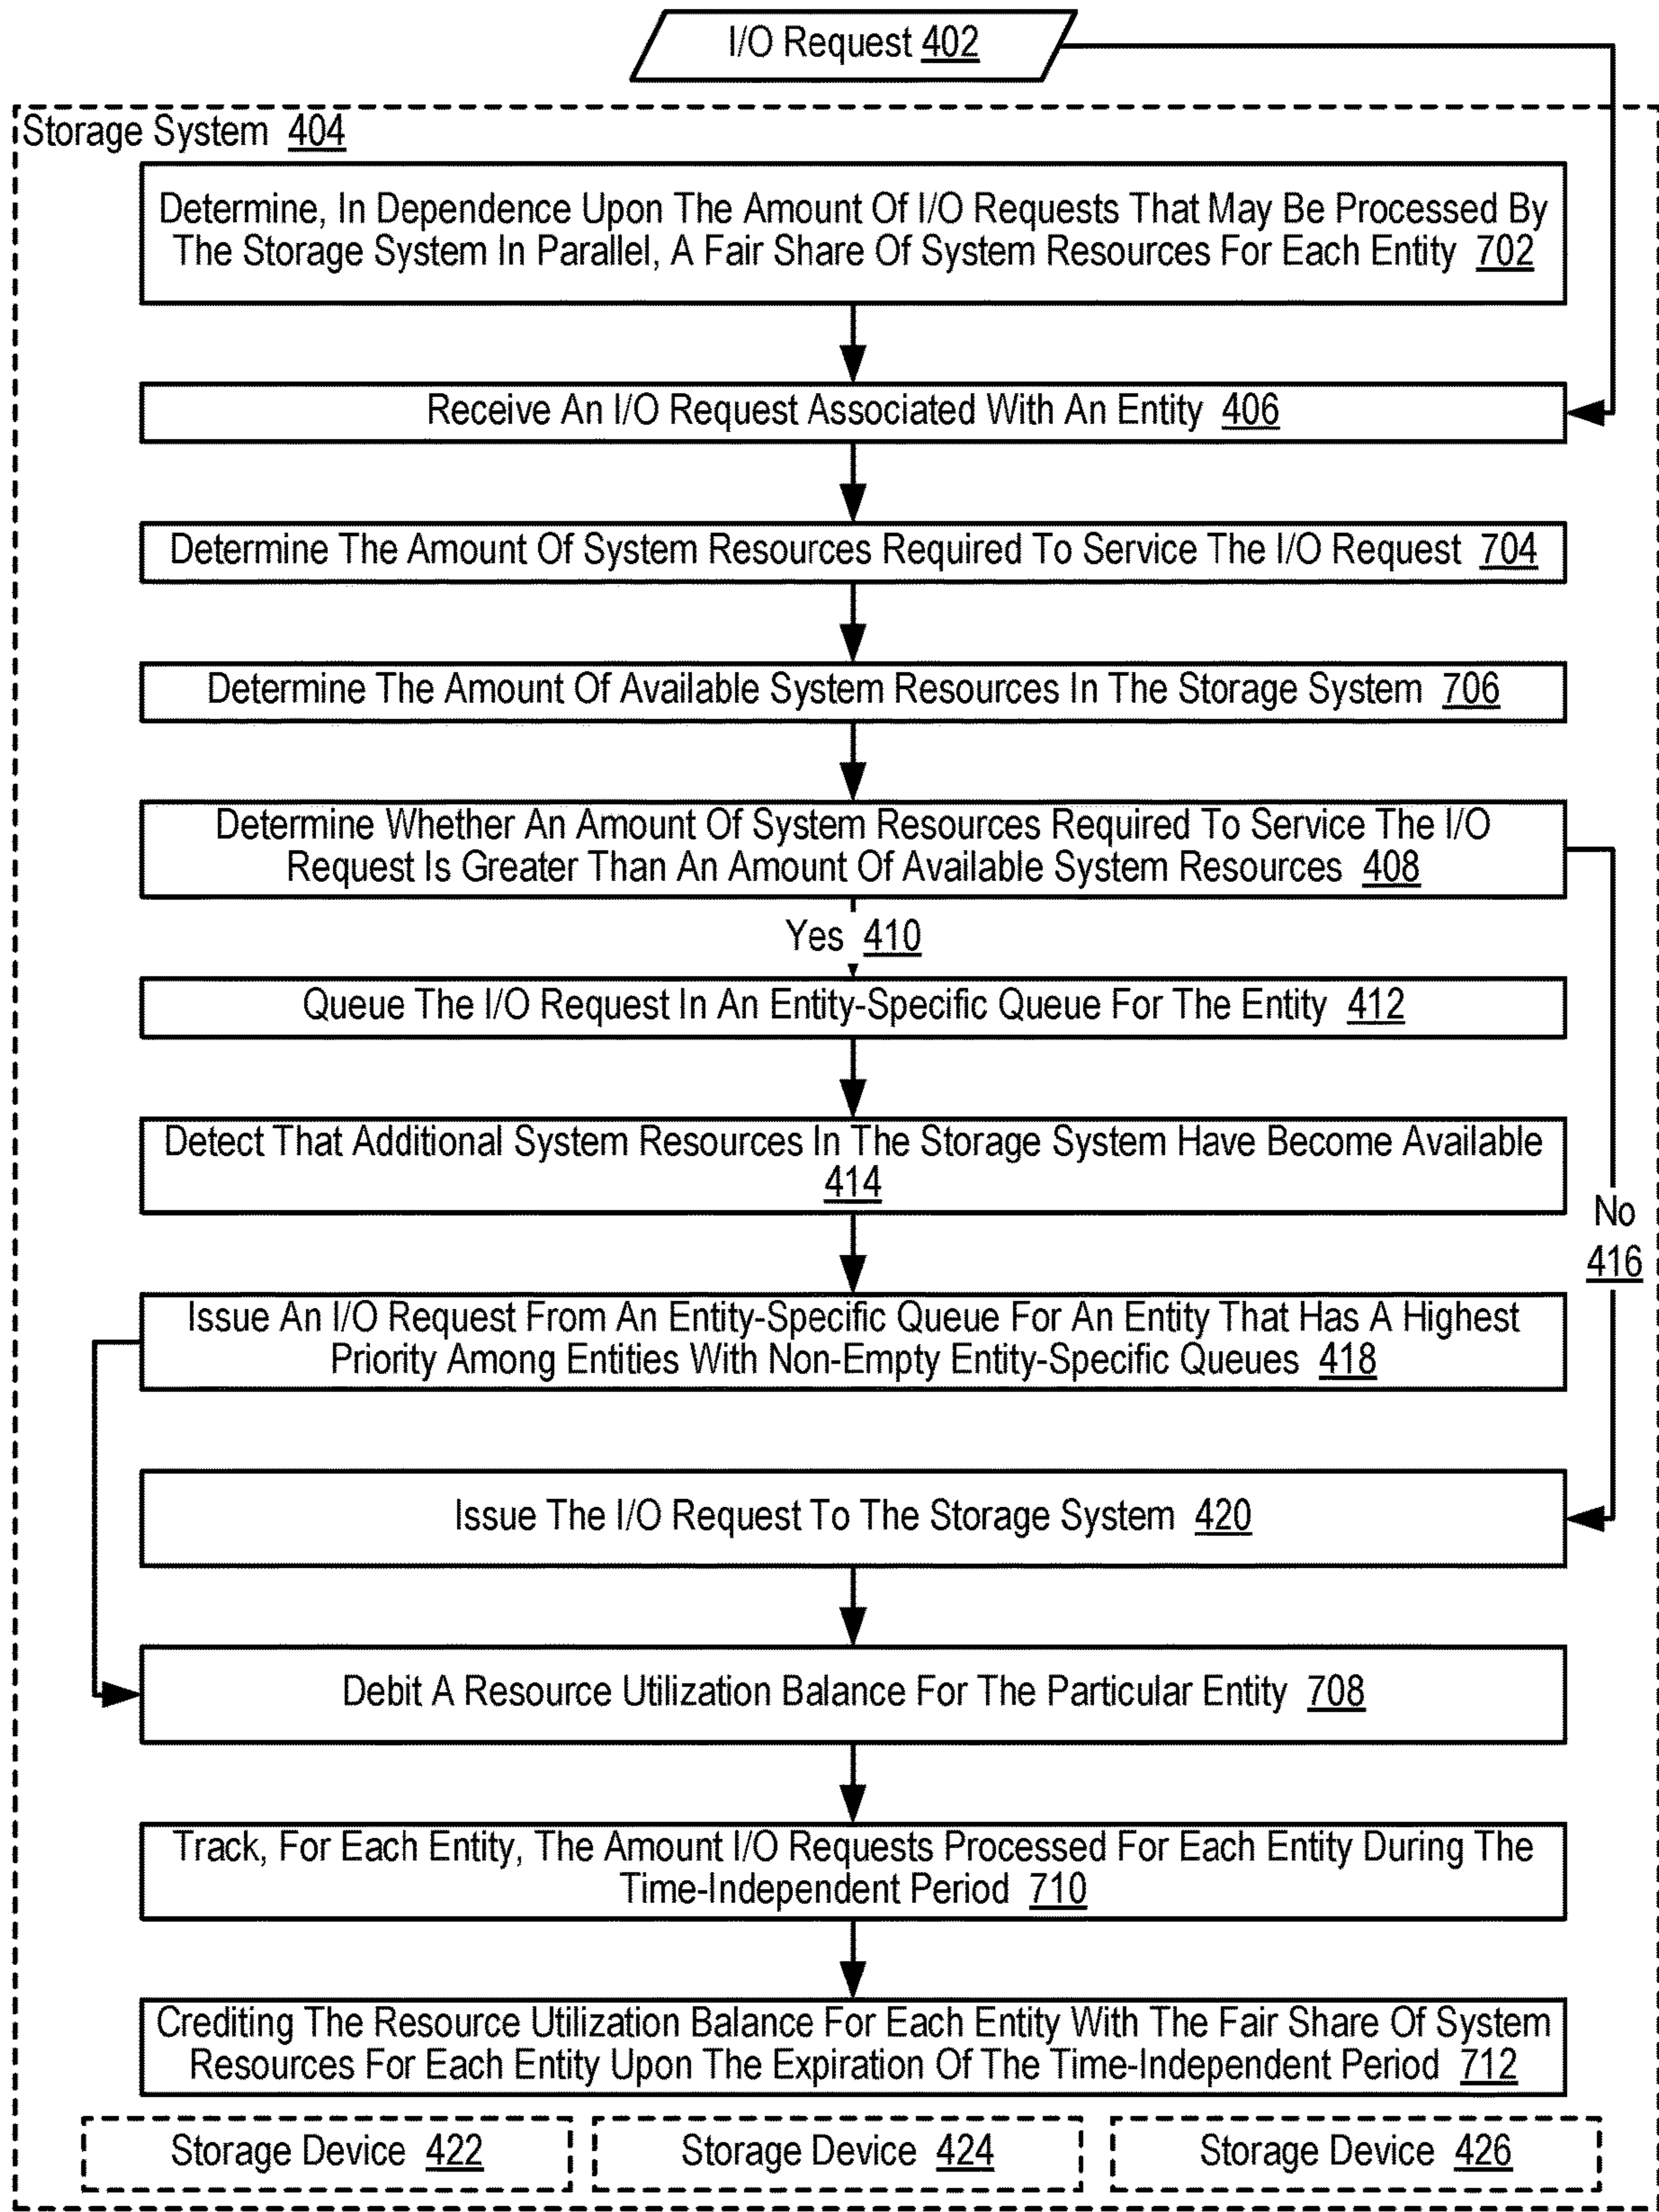 I/O Request 402
Storage System 404
Determine, In Dependence Upon The Amount Of I/O Requests That May Be Processed By
The Storage System In Parallel, A Fair Share Of System Resources For Each Entity 702
Receive An I/O Request Associated With An Entity 406
Determine The Amount Of System Resources Required To Service The I/O Request 704
Determine The Amount Of Available System Resources In The Storage System 706
Determine Whether An Amount Of System Resources Required To Service The I/O
Request Is Greater Than An Amount Of Available System Resources 408
Yes 410
Queue The I/O Request In An Entity-Specific Queue For The Entity 412
Detect That Additional System Resources In The Storage System Have Become Available
414
No
416
Issue An I/O Request From An Entity-Specific Queue For An Entity That Has A Highest
Priority Among Entities With Non-Empty Entity-Specific Queues 418
Issue The I/O Request To The Storage System 420
Debit A Resource Utilization Balance For The Particular Entity 708
Track, For Each Entity, The Amount I/O Requests Processed For Each Entity During The
Time-Independent Period 710
Crediting The Resource Utilization Balance For Each Entity With The Fair Share Of System
Resources For Each Entity Upon The Expiration Of The Time-Independent Period 712
Storage Device 422
Storage Device 424
Storage Device 426